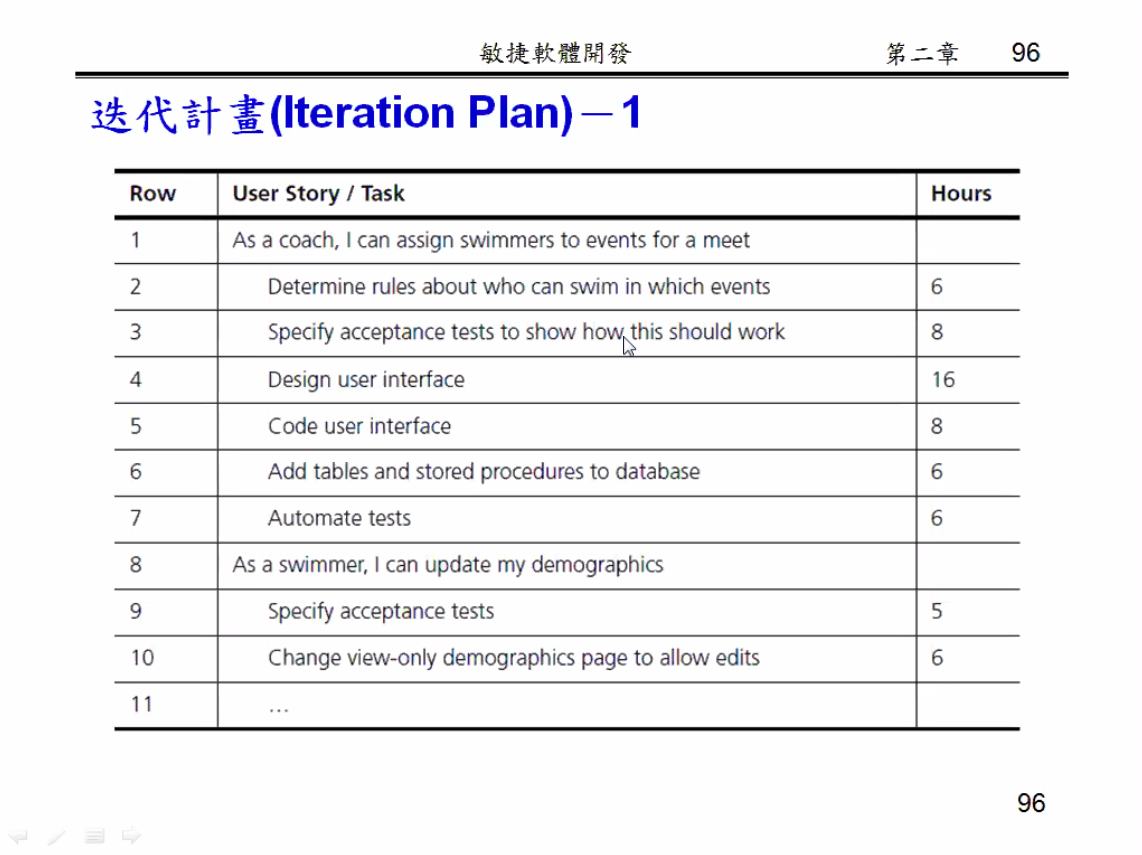 敏捷軟體開發 第二章 96
迭代計畫(Iteration Plan)－1
Row User Story / Task Hours
1 As a coach, I can assign swimmers to events for a meet
2 Determine rules about who can swim in which events 6
3 Specify acceptance tests to show how this should work 8
4 Design user interface 16
5 Code user interface 8
6 Add tables and stored procedures to database 6
7 Automate tests 6
8 As a swimmer, I can update my demographics
9 Specify acceptance tests 5
10 Change view-only demographics page to allow edits 6
11 ...
96